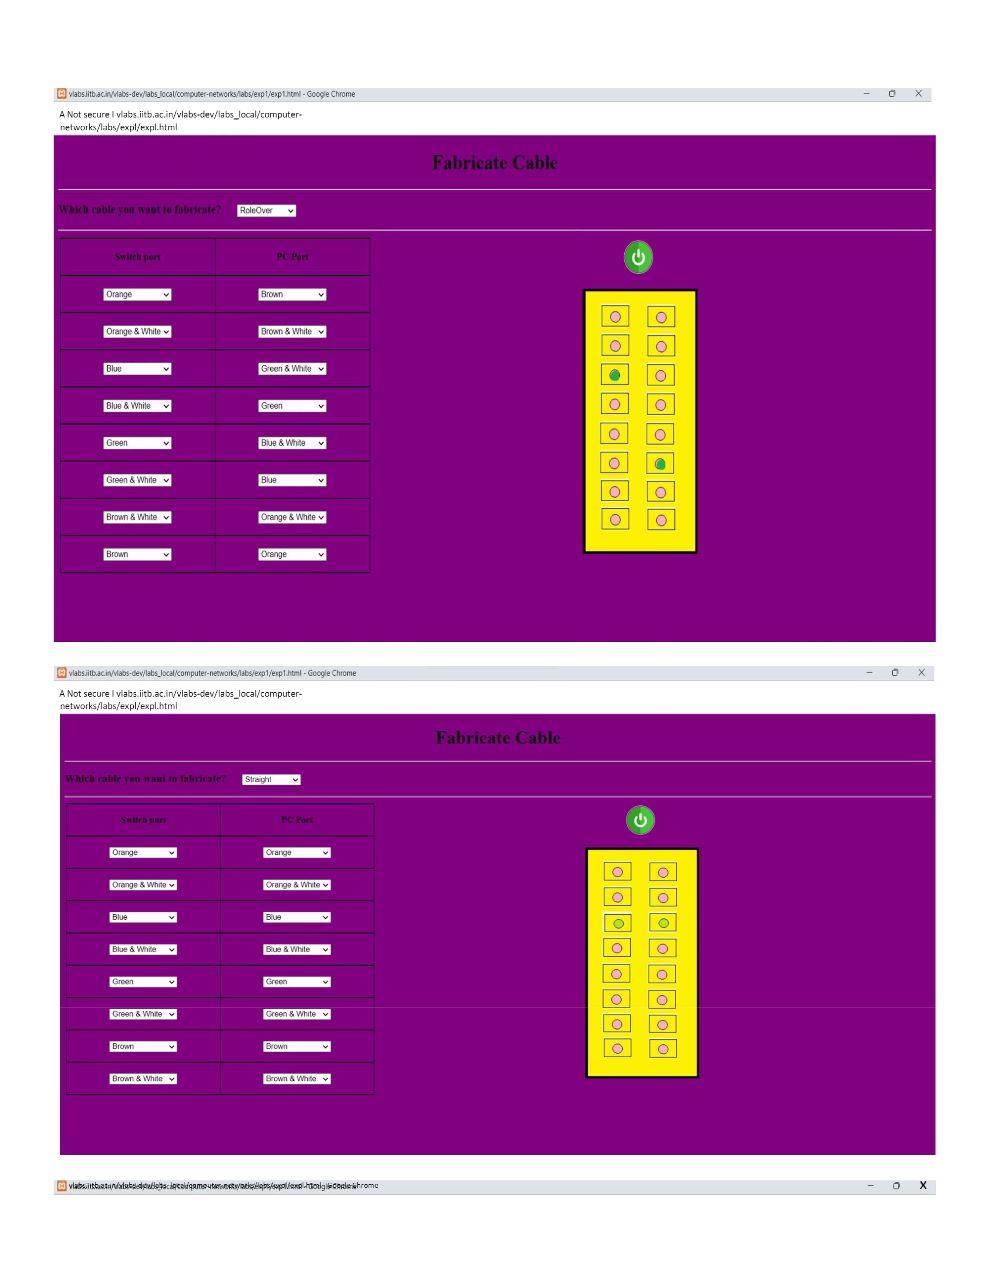 vlabs.iitb.ac.in/vlabs-dev/labs_local/computer-networks/labs/exp1/exp1.html - Google Chrome
A Not secure I vlabs.iitb.ac.in/vlabs-dev/labs_local/computer-
networks/labs/expl/expl.html
Fabricate Cable
Which cable you want to fabricate? RoleOver
Switch port PC Port
Orange Brown
Orange & White Brown & White
Blue Green & White
Blue & White Green
Green Blue & White
Green & White Blue
Brown & White Orange & White
Brown Orange
vlabs.iitb.ac.in/vlabs-dev/labs_local/computer-networks/labs/exp1/exp1.html - Google Chrome
A Not secure I vlabs.iitb.ac.in/vlabs-dev/labs_local/computer-
networks/labs/expl/expl.html
Fabricate Cable
Which cable you want to fabricate? Straight
Switch port PC Port
Orange Orange
Orange & White Orange & White
Blue Blue
Blue & White Blue & White
Green Green
Green & White Green & White
Brown Brown
Brown & White Brown & White